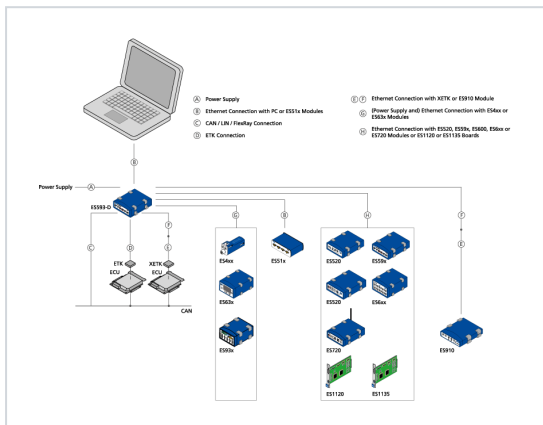 A Power Supply
B Ethernet Connection with PC or ES51x Modules
C CAN / LIN / FlexRay Connection
D ETK Connection
E F Ethernet Connection with XETK or ES910 Module
G (Power Supply and) Ethernet Connection with ES4xx or
ES63x Modules
H Ethernet Connection with ES520, ES59x, ES600, ES6xx or
ES720 Modules or ES1120 or
ES1135 Boards
B
Power Supply A
ES593-D
G B H F
F
C D E E
ETK XETK
ECU ECU
CAN
ES4xx ES51x ES520 ES59x
ES63x ES520 ES6xx
ES93x ES720 ES910
ES1120 ES1135